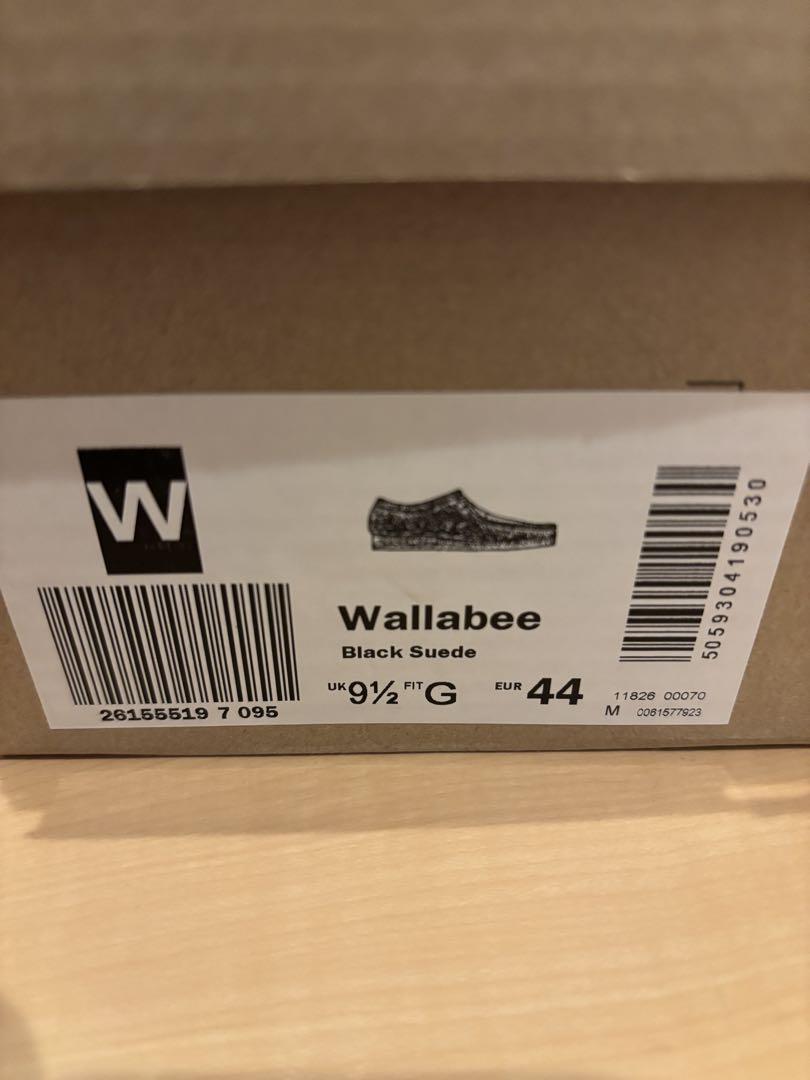 W
26155519 7 095
Wallabee
Black Suede
UK 9½ FIT G EUR 44
5059304190530
11826 00070
M 0061577923